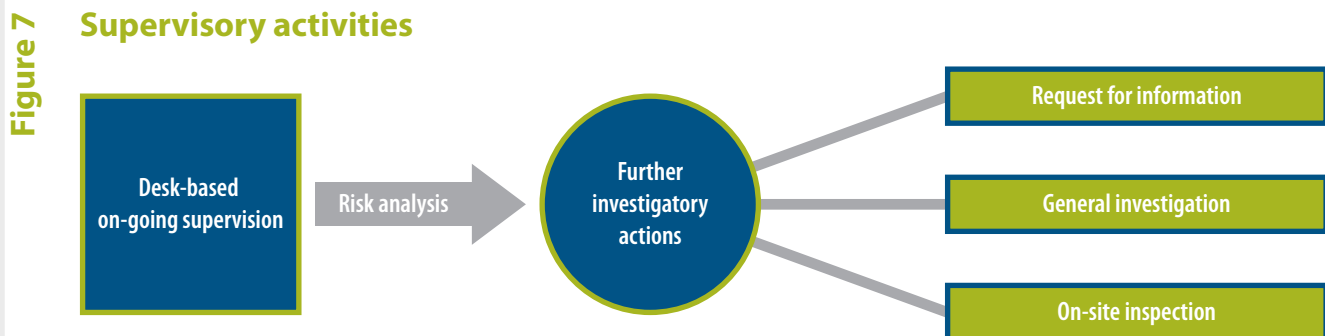 Figure 7
Supervisory activities
Desk-based
on-going supervision
Risk analysis
Further
investigatory
actions
Request for information
General investigation
On-site inspection